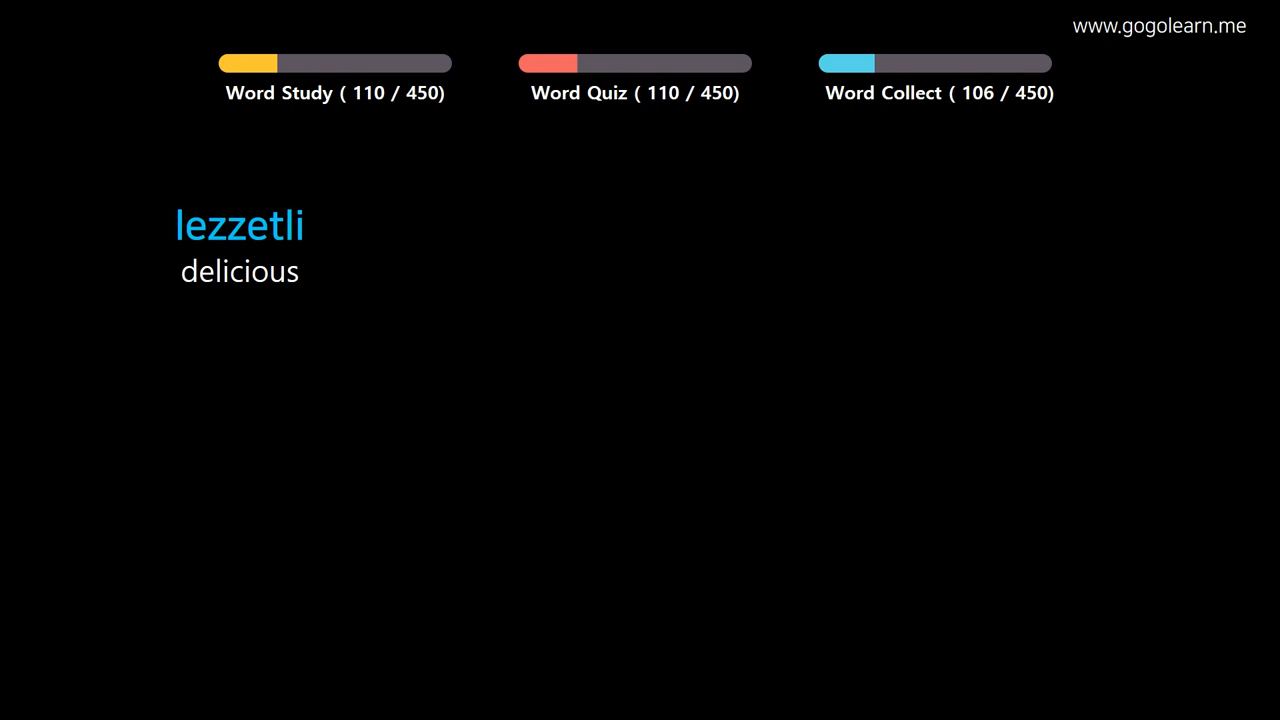 www.gogolearn.me
Word Study ( 110 / 450)
Word Quiz ( 110 / 450)
Word Collect ( 106 / 450)
lezzetli
delicious